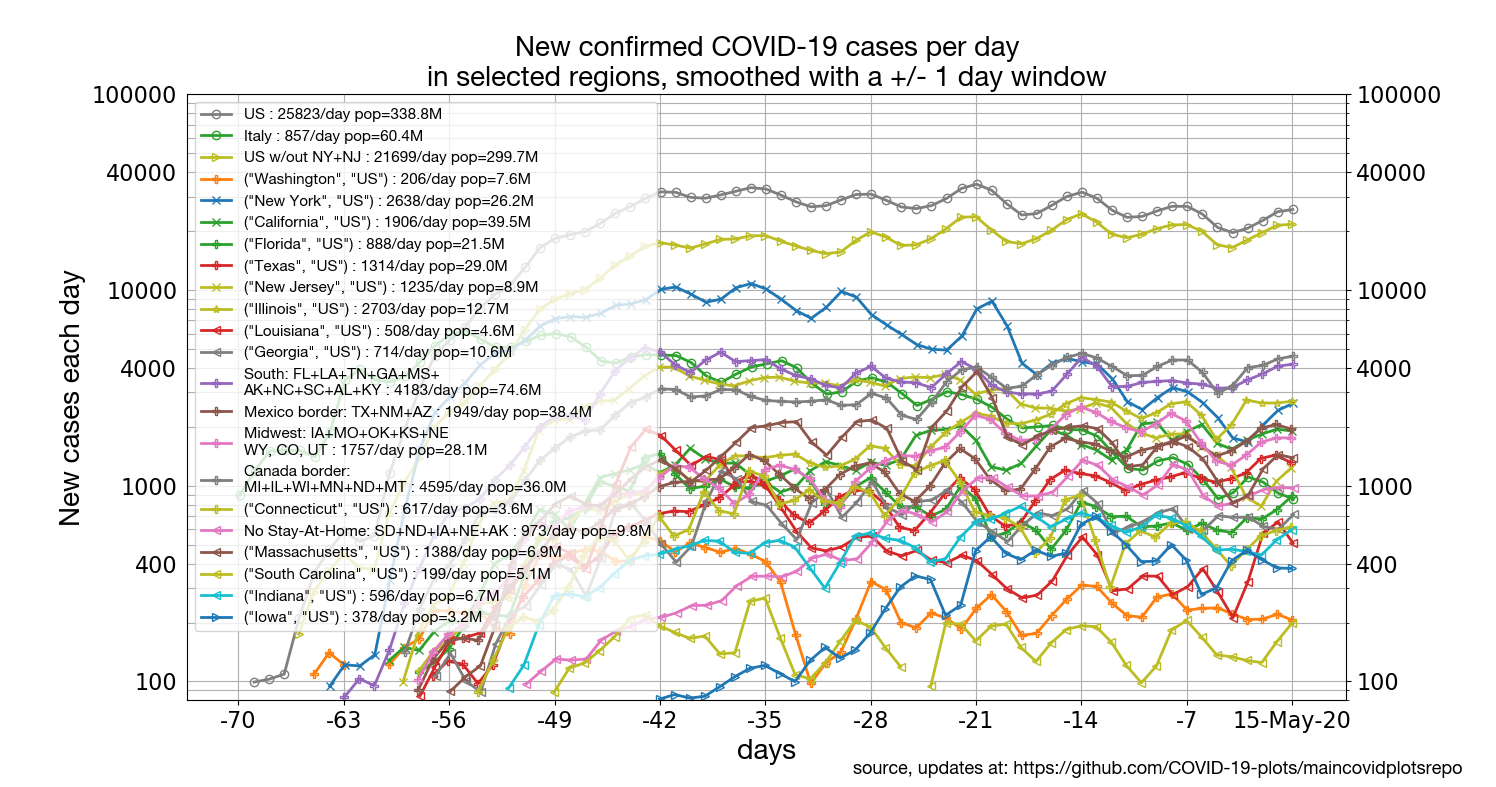 New confirmed COVID-19 cases per day
in selected regions, smoothed with a +/- 1 day window
100000
40000
10000
4000
1000
400
100
100000
40000
10000
4000
1000
400
100
New cases each day
US : 25823/day pop=338.8M
Italy : 857/day pop=60.4M
US w/out NY+NJ : 21699/day pop=299.7M
("Washington", "US") : 206/day pop=7.6M
("New York", "US") : 2638/day pop=26.2M
("California", "US") : 1906/day pop=39.5M
("Florida", "US") : 888/day pop=21.5M
("Texas", "US") : 1314/day pop=29.0M
("New Jersey", "US") : 1235/day pop=8.9M
("Illinois", "US") : 2703/day pop=12.7M
("Louisiana", "US") : 508/day pop=4.6M
("Georgia", "US") : 714/day pop=10.6M
South: FL+LA+TN+GA+MS+
AK+NC+SC+AL+KY : 4183/day pop=74.6M
Mexico border: TX+NM+AZ : 1949/day pop=38.4M
Midwest: IA+MO+OK+KS+NE
WY, CO, UT : 1757/day pop=28.1M
Canada border:
MI+IL+WI+MN+ND+MT : 4595/day pop=36.0M
("Connecticut", "US") : 617/day pop=3.6M
No Stay-At-Home: SD+ND+IA+NE+AK : 973/day pop=9.8M
("Massachusetts", "US") : 1388/day pop=6.9M
("South Carolina", "US") : 199/day pop=5.1M
("Indiana", "US") : 596/day pop=6.7M
("Iowa", "US") : 378/day pop=3.2M
-70 -63 -56 -49 -42 -35 -28 -21 -14 -7 15-May-20
days
source, updates at: https://github.com/COVID-19-plots/maincovidplotsrepo